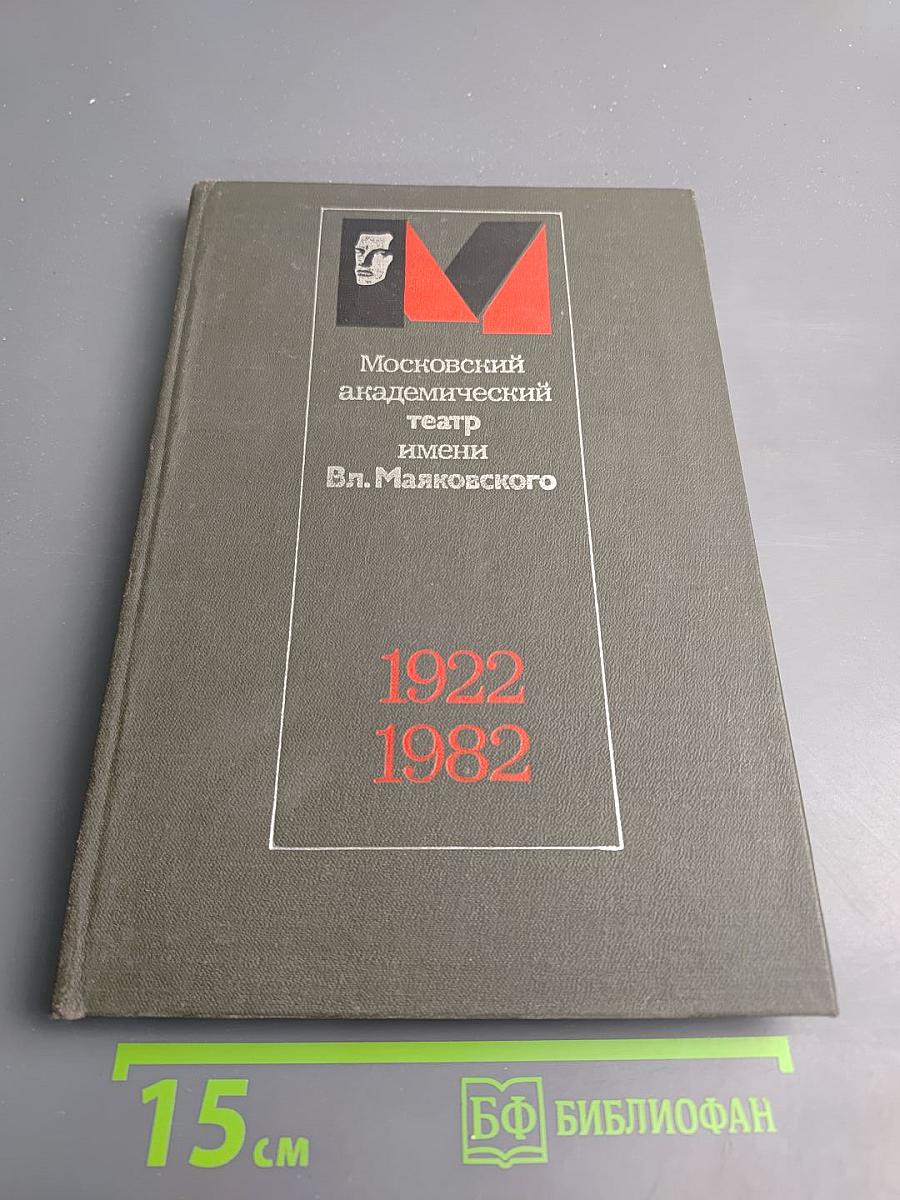 Московский
академический
театр
имени
Вл. Маяковского
1922
1982
15 см
БФ БИБЛИОФАН